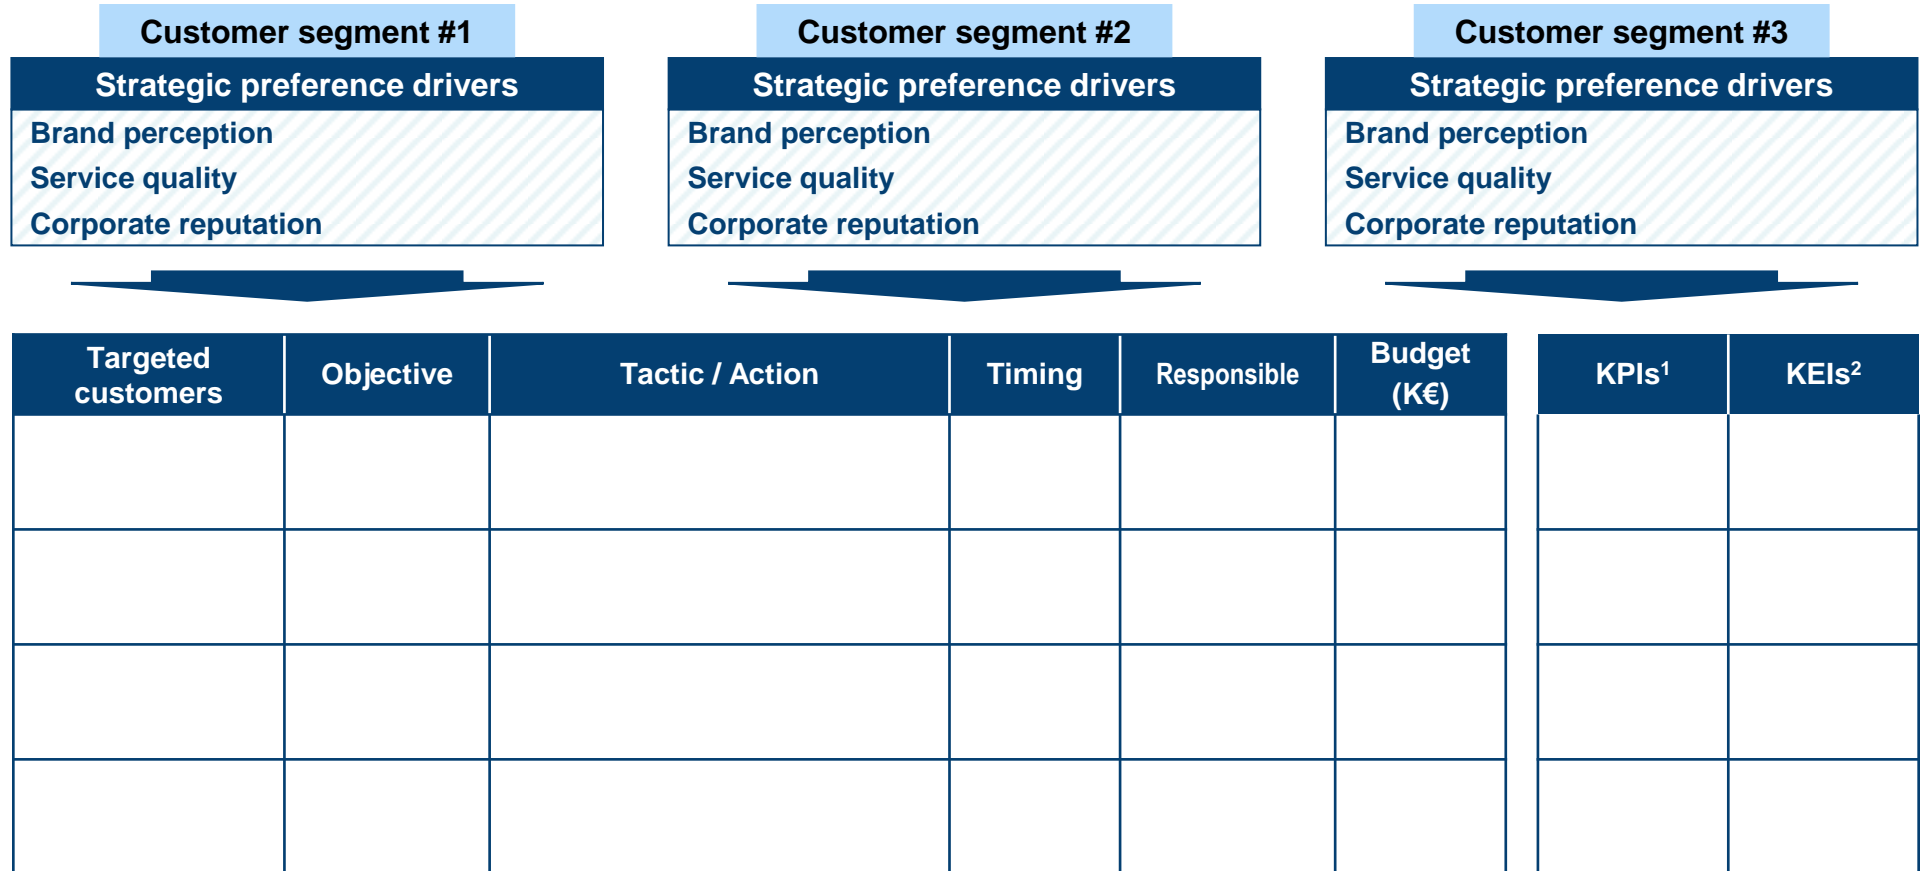 Customer segment #1
Strategic preference drivers
Brand perception
Service quality
Corporate reputation
Customer segment #2
Strategic preference drivers
Brand perception
Service quality
Corporate reputation
Customer segment #3
Strategic preference drivers
Brand perception
Service quality
Corporate reputation
Targeted
customers
Objective
Tactic / Action
Timing
Responsible
Budget
(K€)
KPIs¹
KEIs²